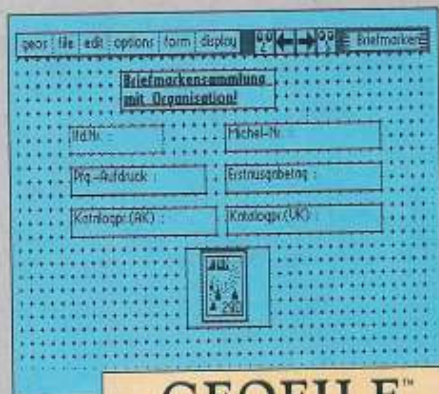 geos file edit options form display Briefmarken
Briefmarkensammlung
mit Organisation!
lfd.Nr. : Michel-Nr. :
Pfg.-Aufdruck : Erstausgabetag :
Katalogpr.(AK) : Katalogpr.(UK) :
290
GEOFILE™